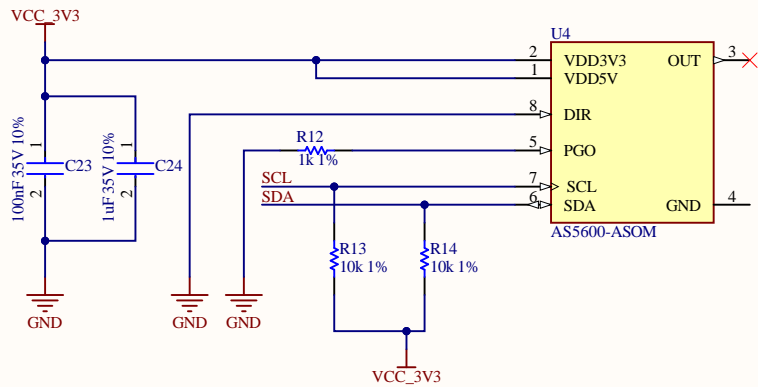 VCC_3V3
U4
2
VDD3V3
OUT
3
1
VDD5V
8
DIR
R12
5
PGO
1k 1%
1
100nF 35V 10%
C23
2
1
1uF 35V 10%
C24
2
SCL
7
SCL
SDA
6
SDA
GND
4
AS5600-ASOM
R13
10k 1%
R14
10k 1%
GND
GND
GND
VCC_3V3